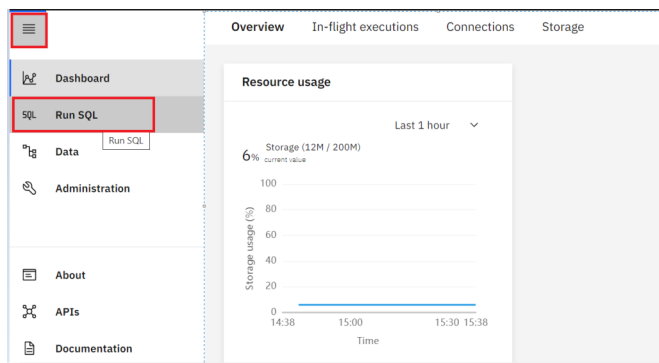 Overview In-flight executions Connections Storage
Dashboard
SQL Run SQL
Run SQL
Data
Administration
About
APIs
Documentation
Resource usage
Last 1 hour
6% Storage (12M / 200M)
current value
Storage usage (%)
100
80
60
40
20
0
14:38 15:00 15:30 15:38
Time